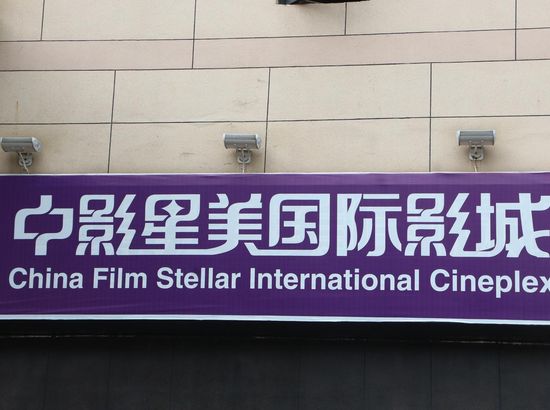 中影星美国际影城
China Film Stellar International Cineplex